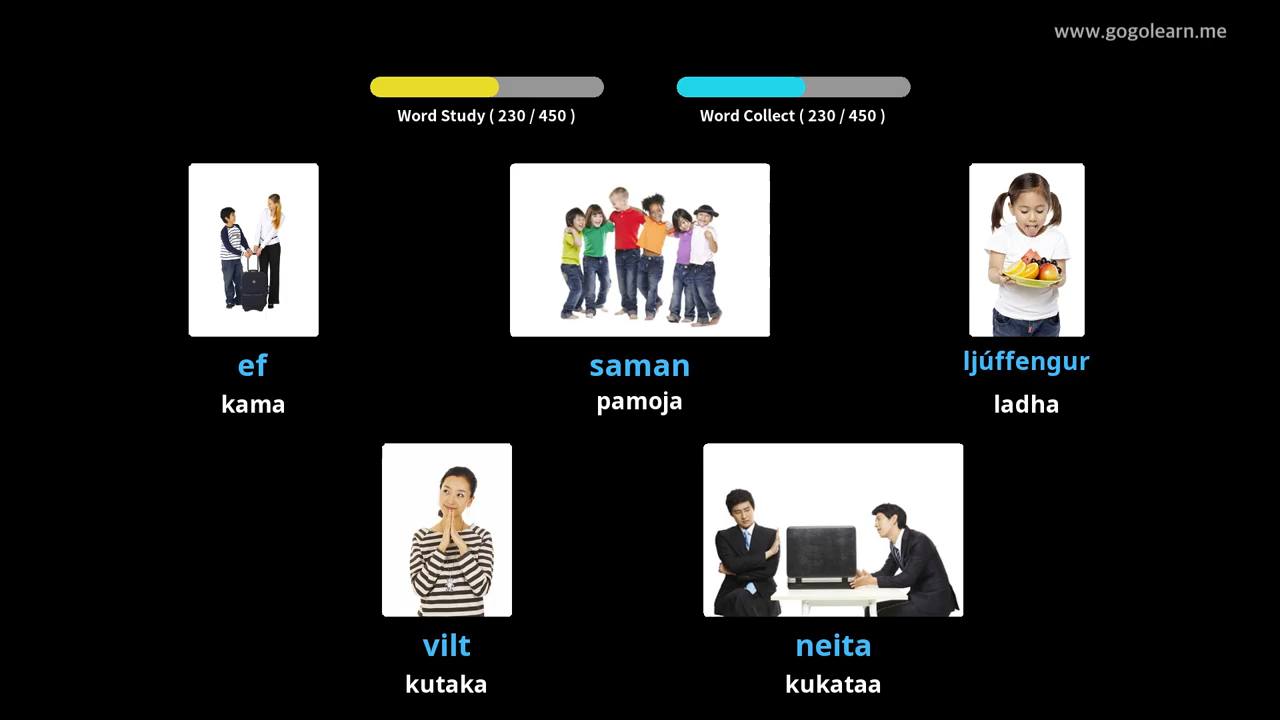 www.gogolearn.me
Word Study ( 230 / 450 )
Word Collect ( 230 / 450 )
ef
kama
saman
pamoja
ljúffengur
ladha
vilt
kutaka
neita
kukataa